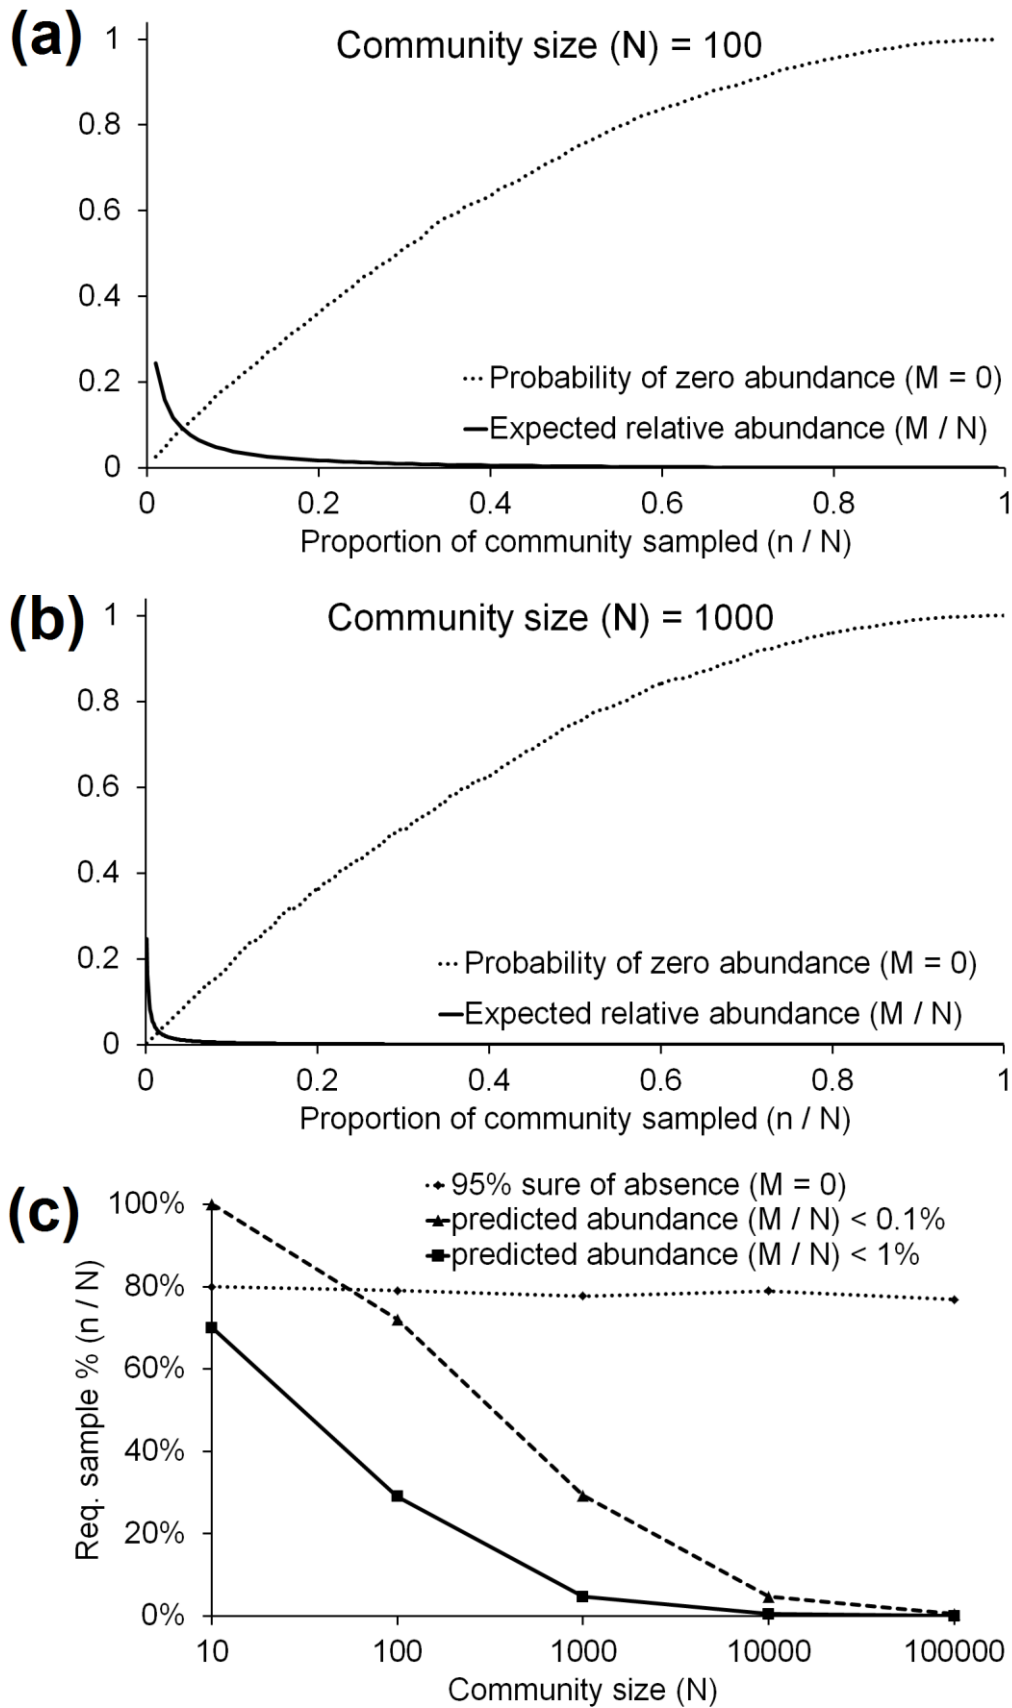 (a)
Community size (N) = 100
1
0.8
0.6
0.4
0.2
0
Probability of zero abundance (M = 0)
Expected relative abundance (M / N)
0 0.2 0.4 0.6 0.8 1
Proportion of community sampled (n / N)
(b)
Community size (N) = 1000
1
0.8
0.6
0.4
0.2
0
Probability of zero abundance (M = 0)
Expected relative abundance (M / N)
0 0.2 0.4 0.6 0.8 1
Proportion of community sampled (n / N)
(c)
95% sure of absence (M = 0)
predicted abundance (M / N) < 0.1%
predicted abundance (M / N) < 1%
Req. sample % (n / N)
100%
80%
60%
40%
20%
0%
10 100 1000 10000 100000
Community size (N)